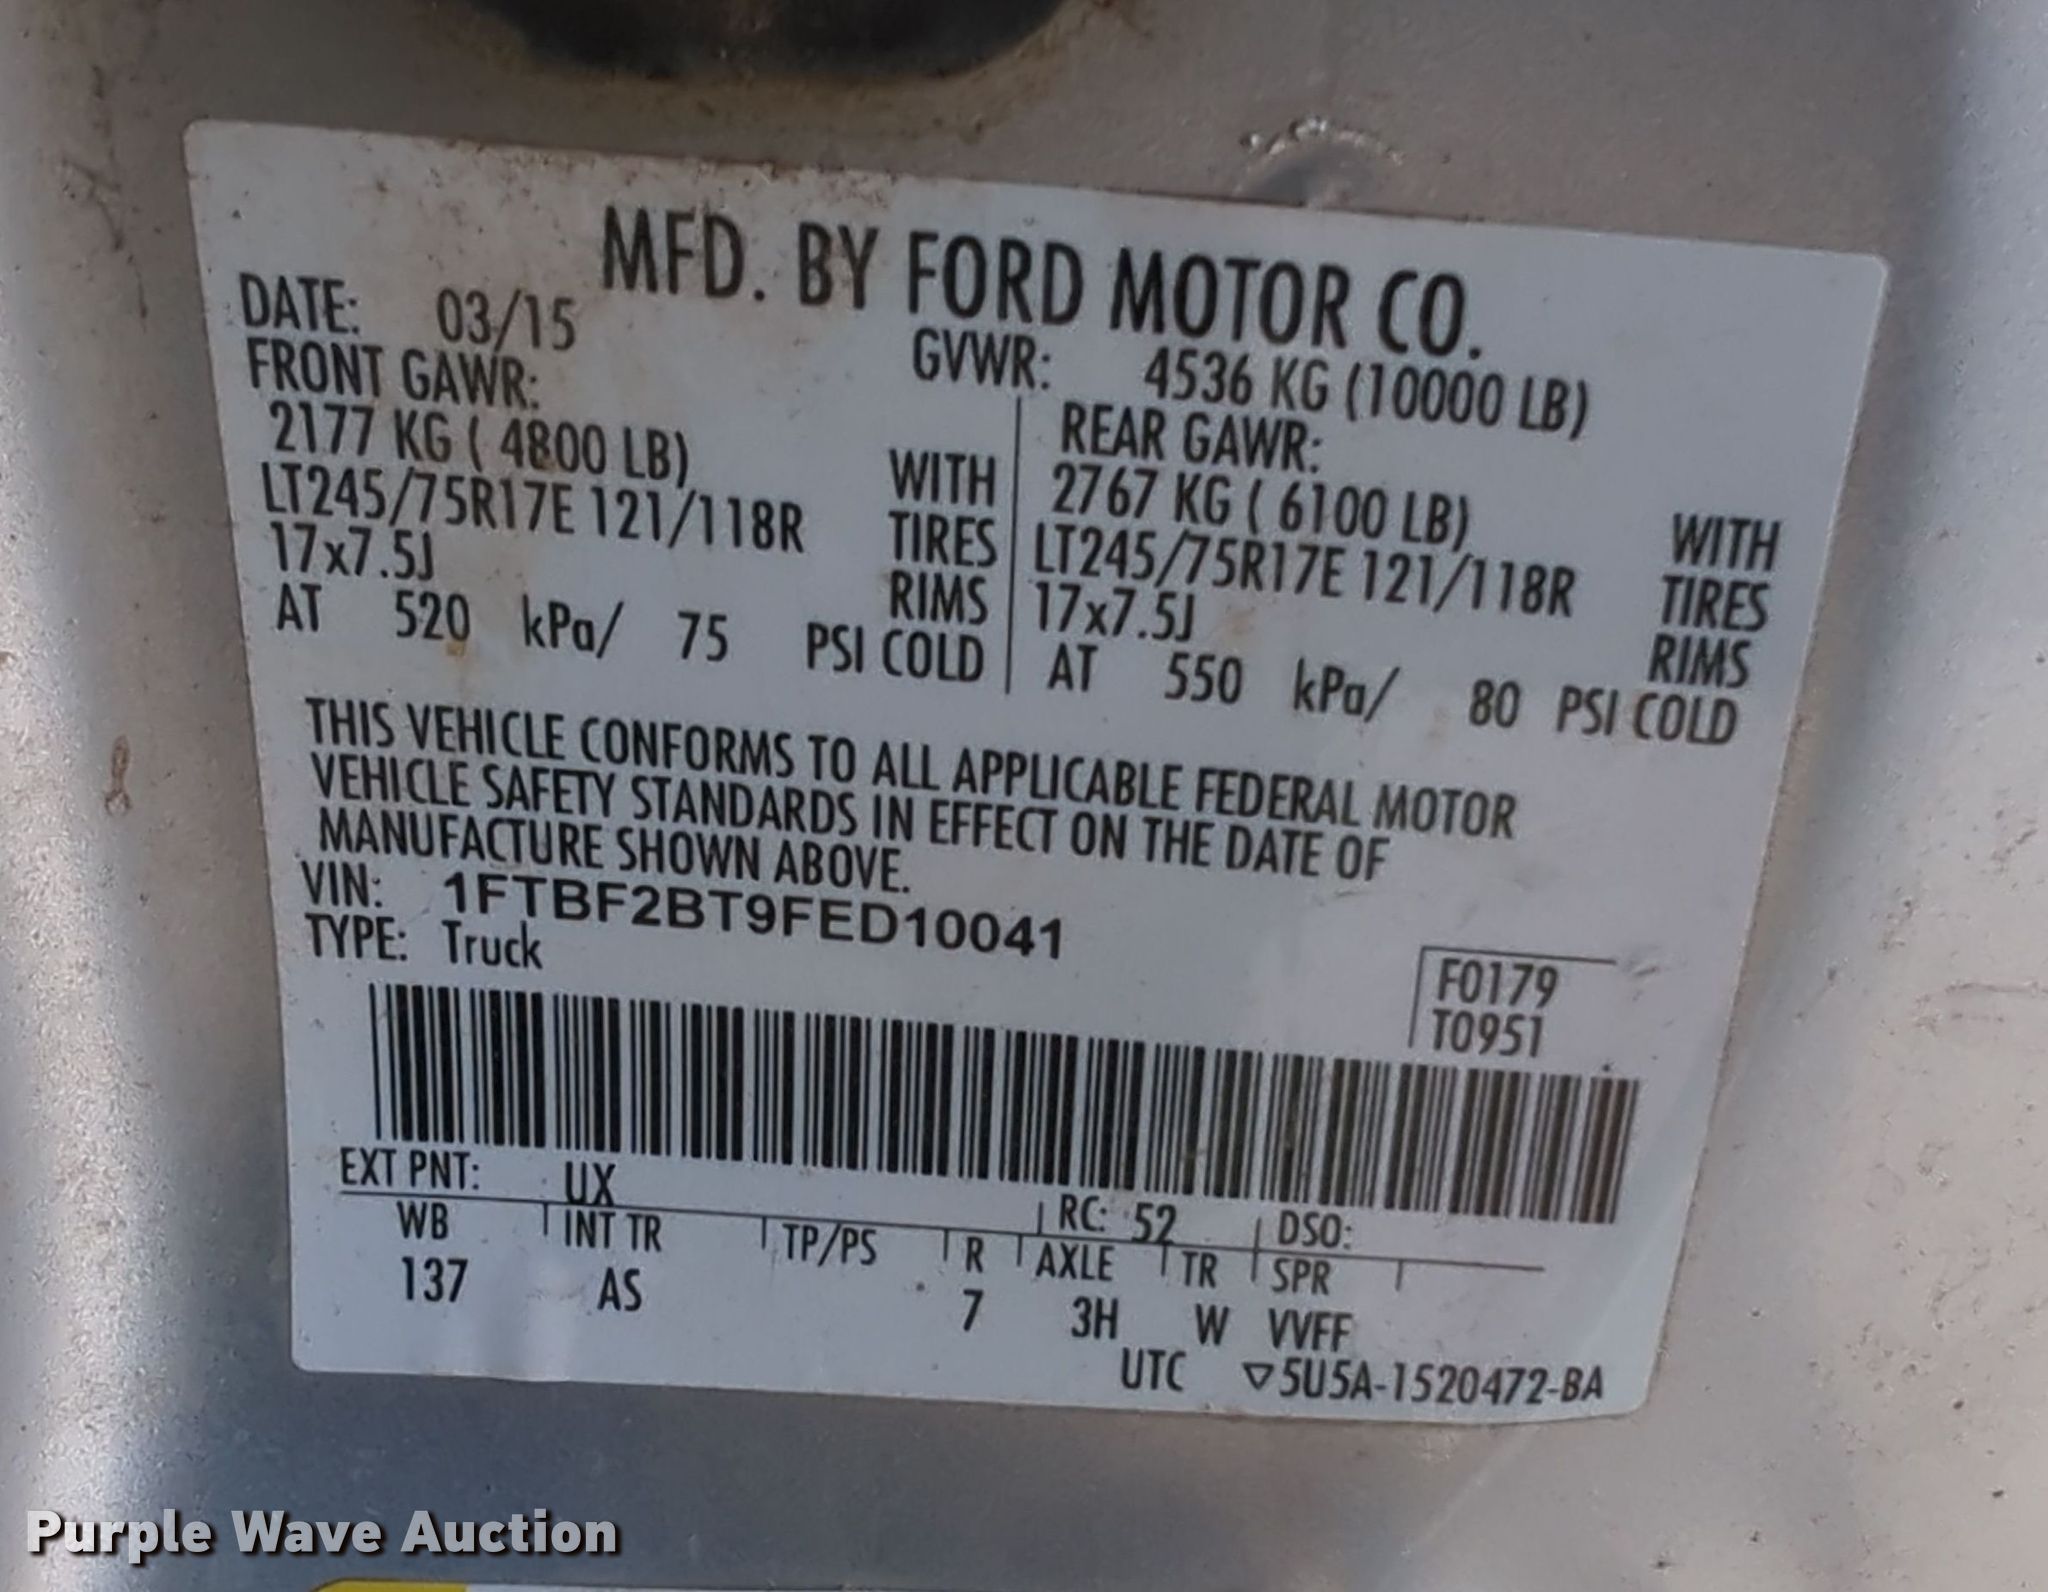 MFD. BY FORD MOTOR CO.
DATE: 03/15 GVWR: 4536 KG (10000 LB)
FRONT GAWR: REAR GAWR:
2177 KG ( 4800 LB) WITH 2767 KG ( 6100 LB) WITH
LT245/75R17E 121/118R TIRES LT245/75R17E 121/118R TIRES
17x7.5J RIMS 17x7.5J RIMS
AT 520 kPa/ 75 PSI COLD AT 550 kPa/ 80 PSI COLD
THIS VEHICLE CONFORMS TO ALL APPLICABLE FEDERAL MOTOR
VEHICLE SAFETY STANDARDS IN EFFECT ON THE DATE OF
MANUFACTURE SHOWN ABOVE.
VIN: 1FTBF2BT9FED10041
TYPE: Truck
F0179
T0951
EXT PNT: UX RC: 52 DSO:
WB INT TR TP/PS R AXLE TR SPR
137 AS 7 3H W VVFF
UTC ▽5U5A-1520472-BA
Purple Wave Auction